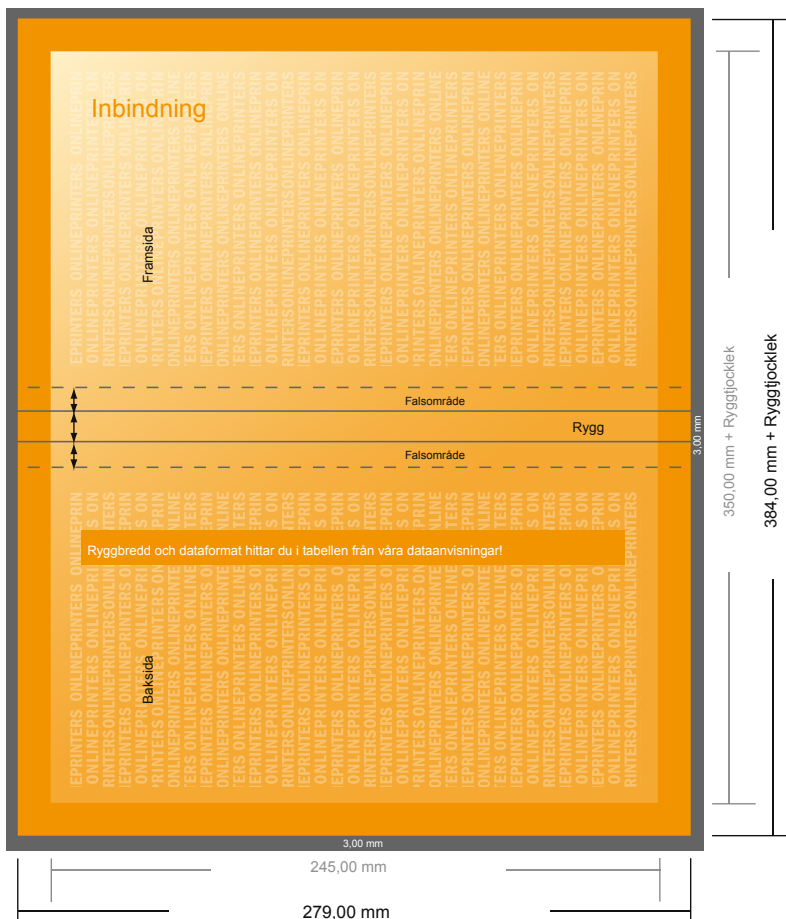 Inbindning
Framsida
Falsområde
Rygg
Falsområde
Ryggbredd och dataformat hittar du i tabellen från våra dataanvisningar!
Baksida
3,00 mm
3,00 mm
350,00 mm + Ryggtjocklek
384,00 mm + Ryggtjocklek
245,00 mm
279,00 mm